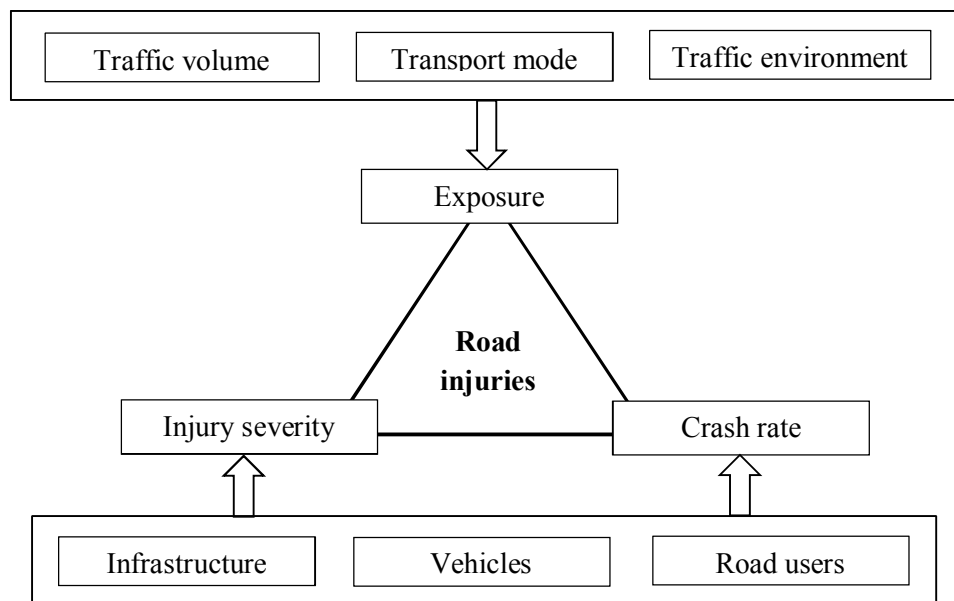 Traffic volume
Transport mode
Traffic environment
Exposure
Road
injuries
Injury severity
Crash rate
Infrastructure
Vehicles
Road users